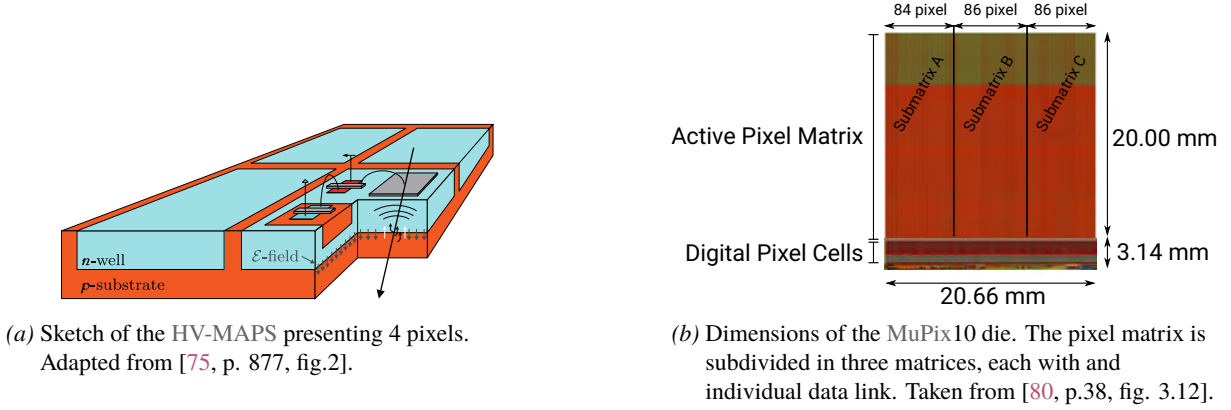 n-well
p-substrate
ℰ-field
(a) Sketch of the HV-MAPS presenting 4 pixels.
Adapted from [75, p. 877, fig.2].
84 pixel
86 pixel
86 pixel
Submatrix A
Submatrix B
Submatrix C
Active Pixel Matrix
20.00 mm
Digital Pixel Cells
3.14 mm
20.66 mm
(b) Dimensions of the MuPix10 die. The pixel matrix is
subdivided in three matrices, each with and
individual data link. Taken from [80, p.38, fig. 3.12].